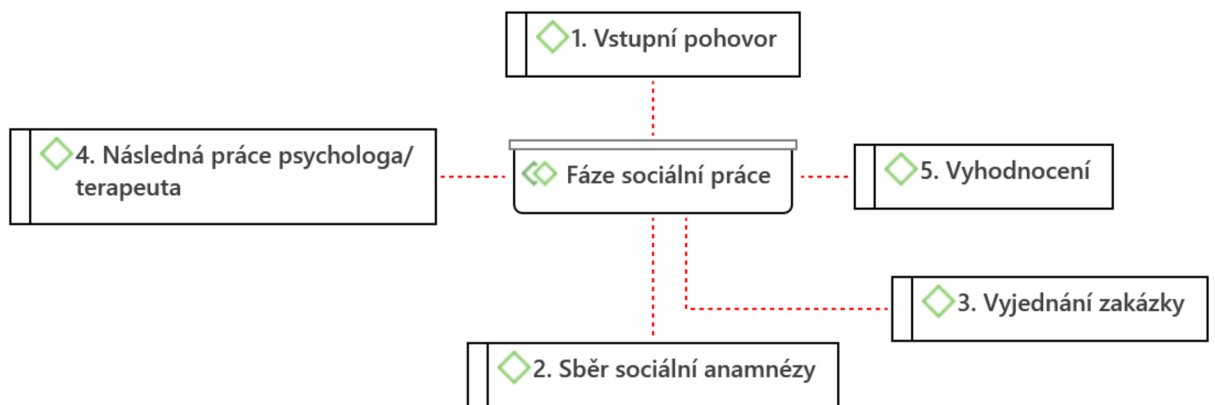 1. Vstupní pohovor
4. Následná práce psychologa/
terapeuta
Fáze sociální práce
5. Vyhodnocení
3. Vyjednání zakázky
2. Sběr sociální anamnézy